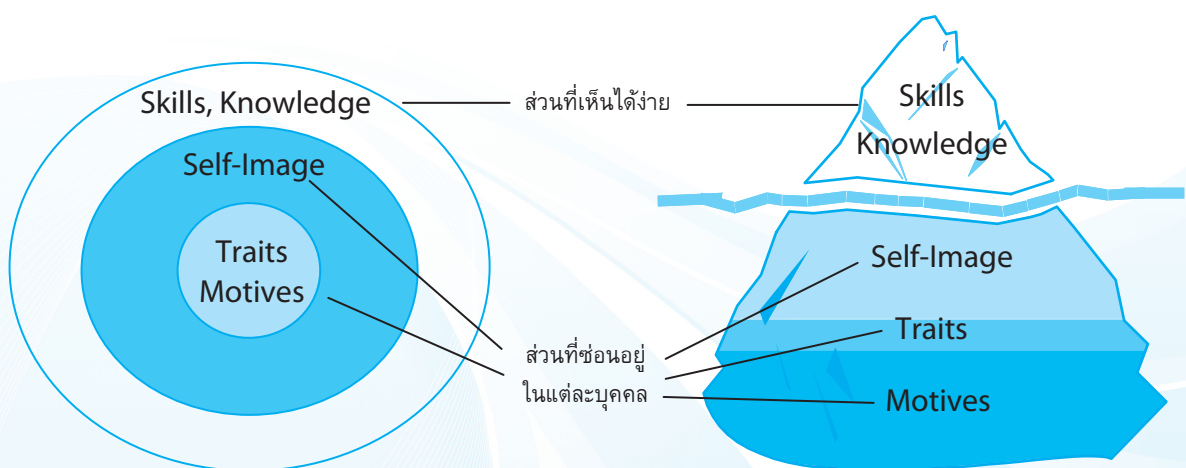 Skills, Knowledge
Self-Image
Traits
Motives
ส่วนที่เห็นได้ง่าย
ส่วนที่ซ่อนอยู่
ในแต่ละบุคคล
Skills
Knowledge
Self-Image
Traits
Motives